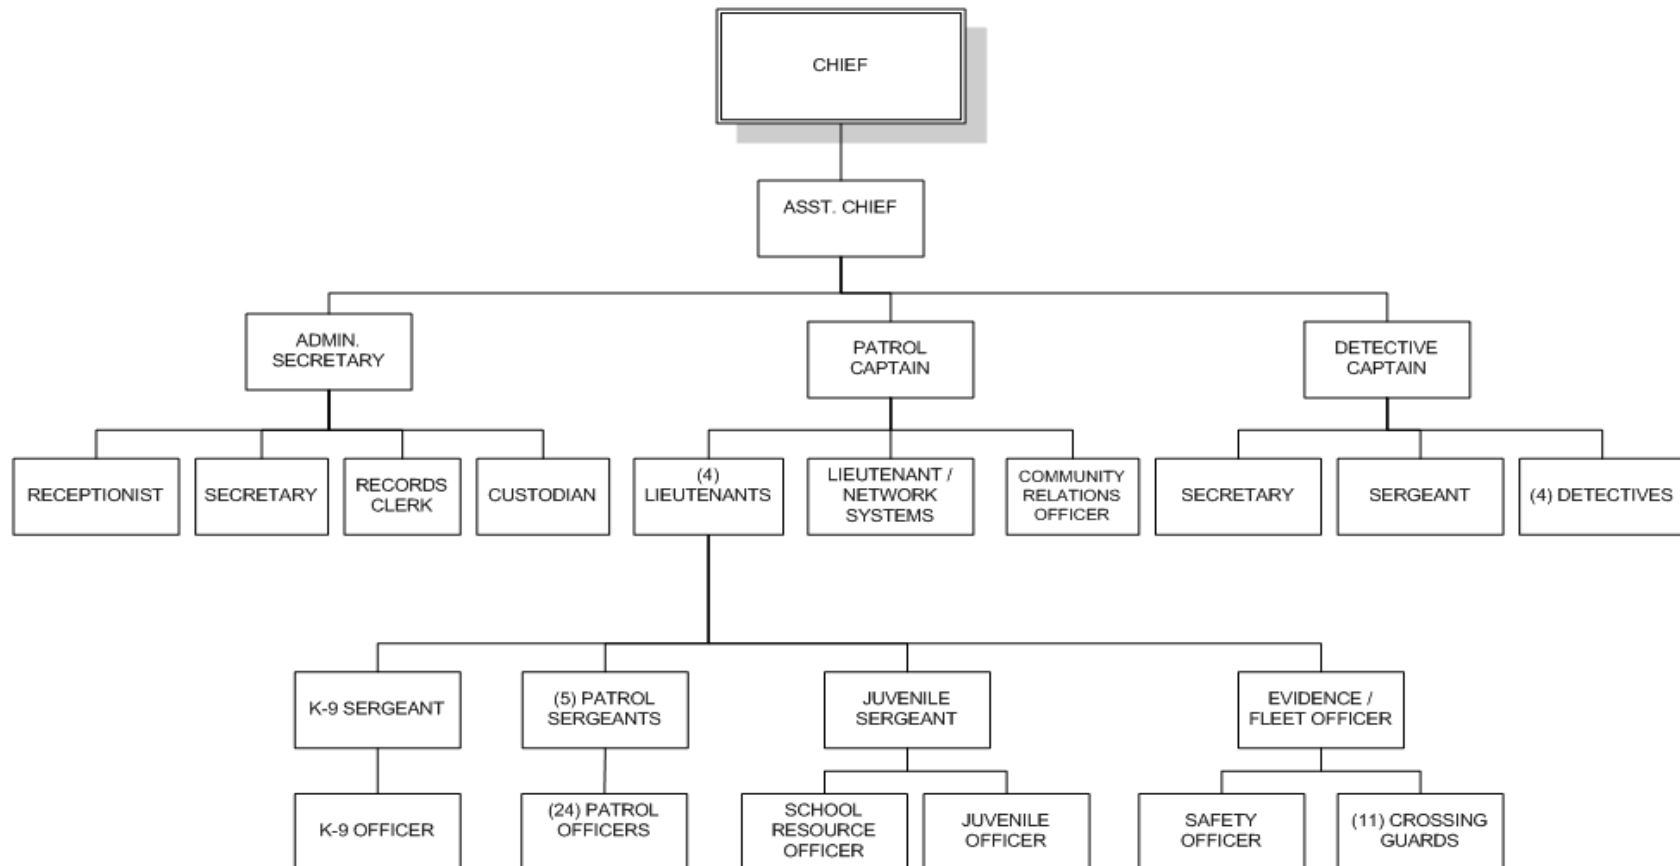 CHIEF
ASST. CHIEF
ADMIN.
SECRETARY
PATROL
CAPTAIN
DETECTIVE
CAPTAIN
RECEPTIONIST
SECRETARY
RECORDS
CLERK
CUSTODIAN
(4)
LIEUTENANTS
LIEUTENANT /
NETWORK
SYSTEMS
COMMUNITY
RELATIONS
OFFICER
SECRETARY
SERGEANT
(4) DETECTIVES
K-9 SERGEANT
(5) PATROL
SERGEANTS
JUVENILE
SERGEANT
EVIDENCE /
FLEET OFFICER
K-9 OFFICER
(24) PATROL
OFFICERS
SCHOOL
RESOURCE
OFFICER
JUVENILE
OFFICER
SAFETY
OFFICER
(11) CROSSING
GUARDS